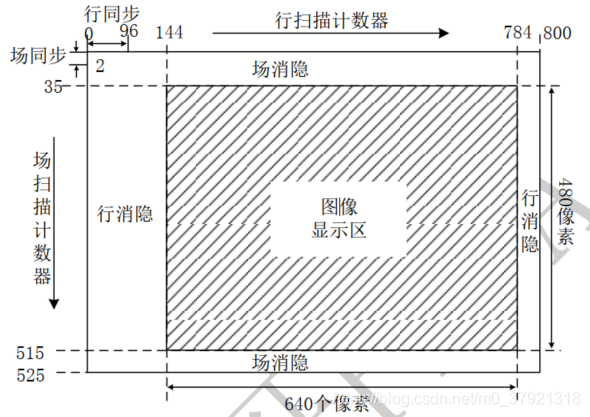 行同步
行扫描计数器
0
96
144
784
800
场同步
2
场消隐
35
场扫描计数器
行消隐
图像
显示区
行消隐
480像素
515
场消隐
525
640个像素
https://blog.csdn.net/m0_37921318